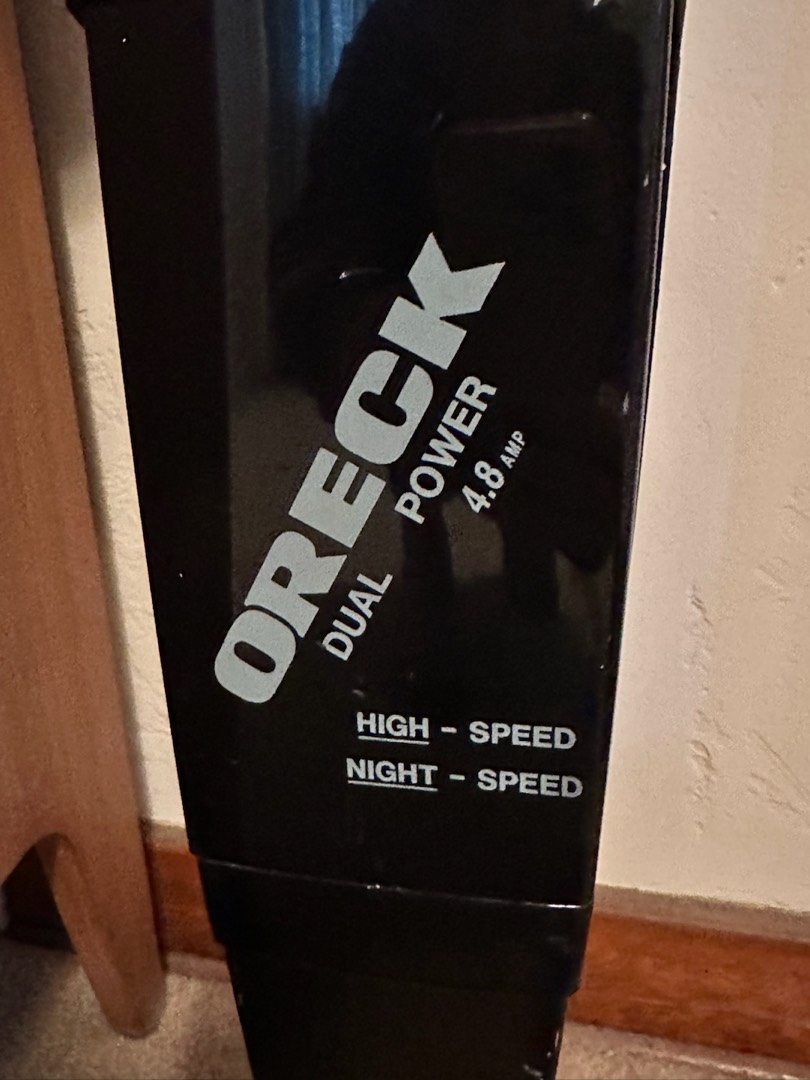 ORECK
DUAL POWER
4.8 AMP
HIGH - SPEED
NIGHT - SPEED